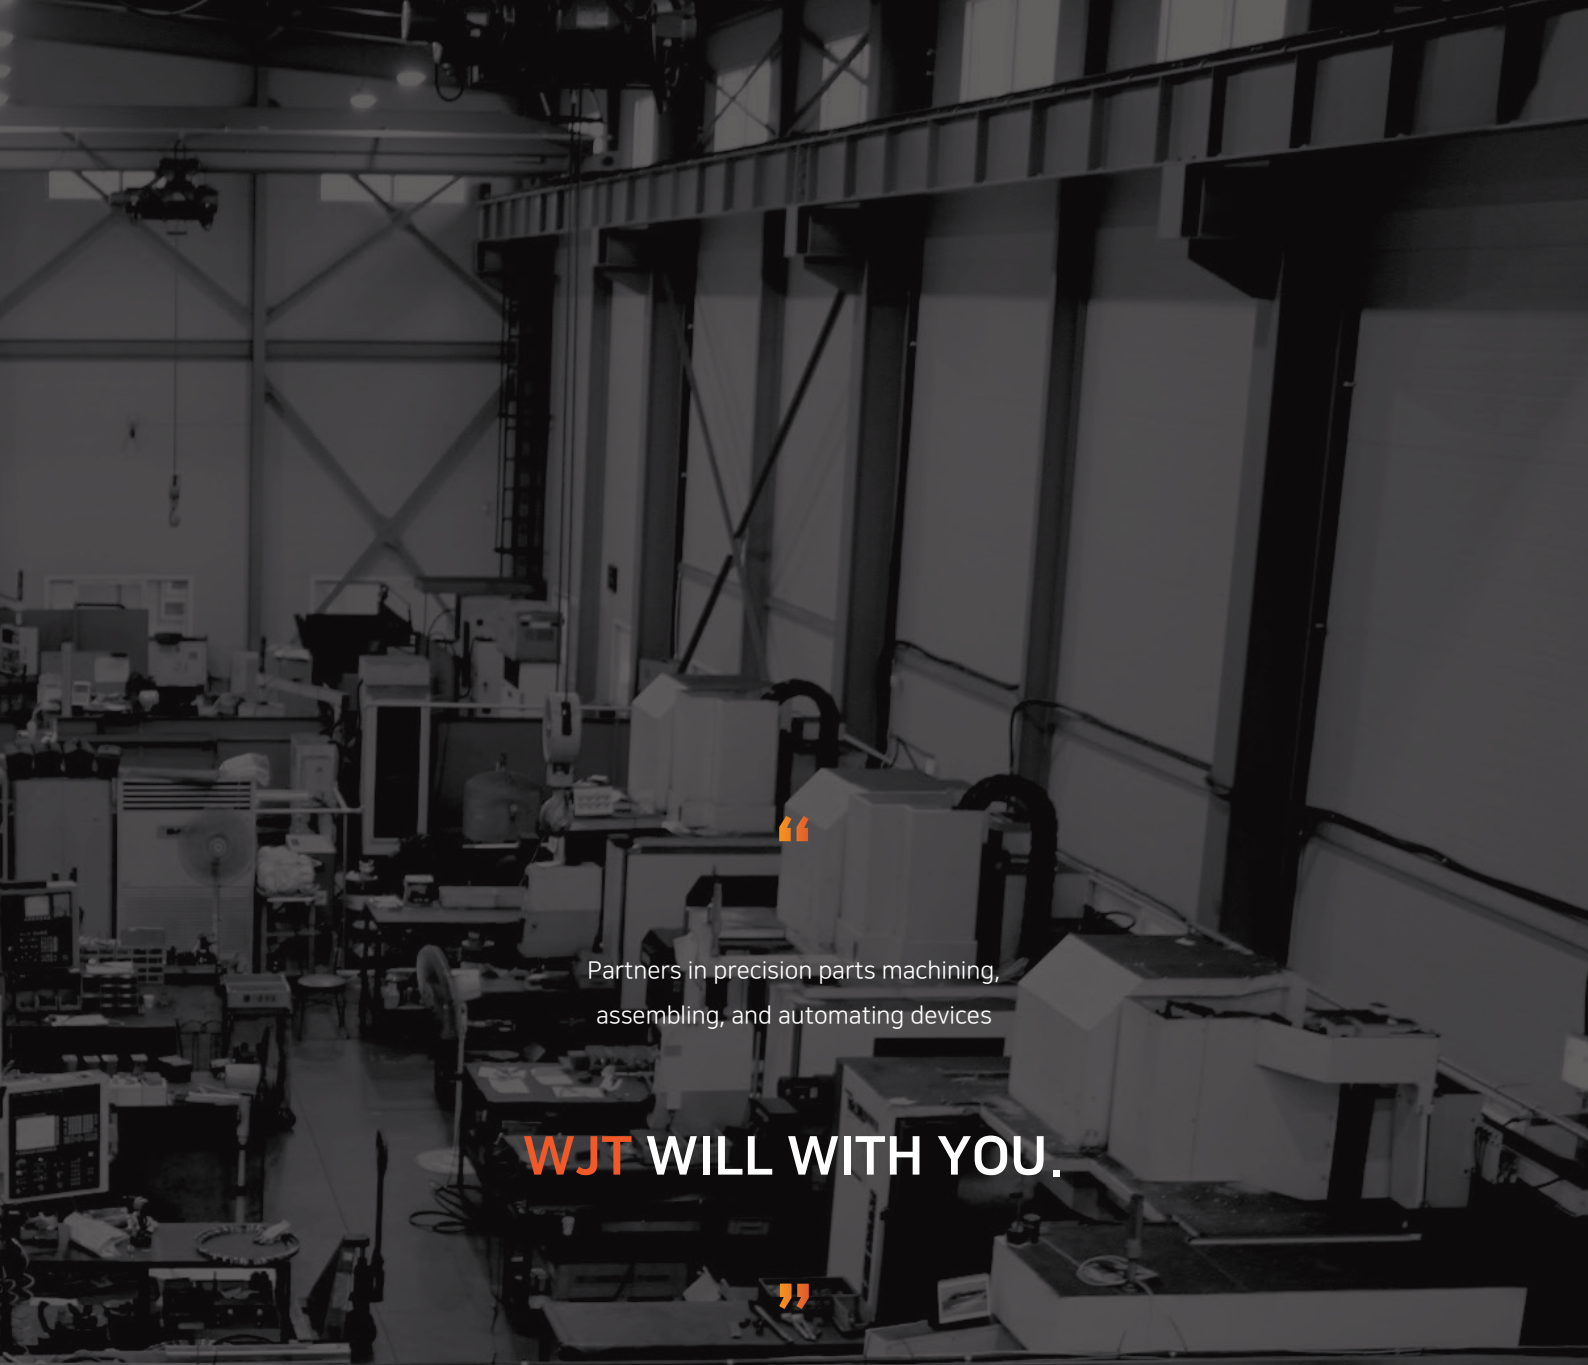 “
Partners in precision parts machining,
assembling, and automating devices
WJT WILL WITH YOU.
”